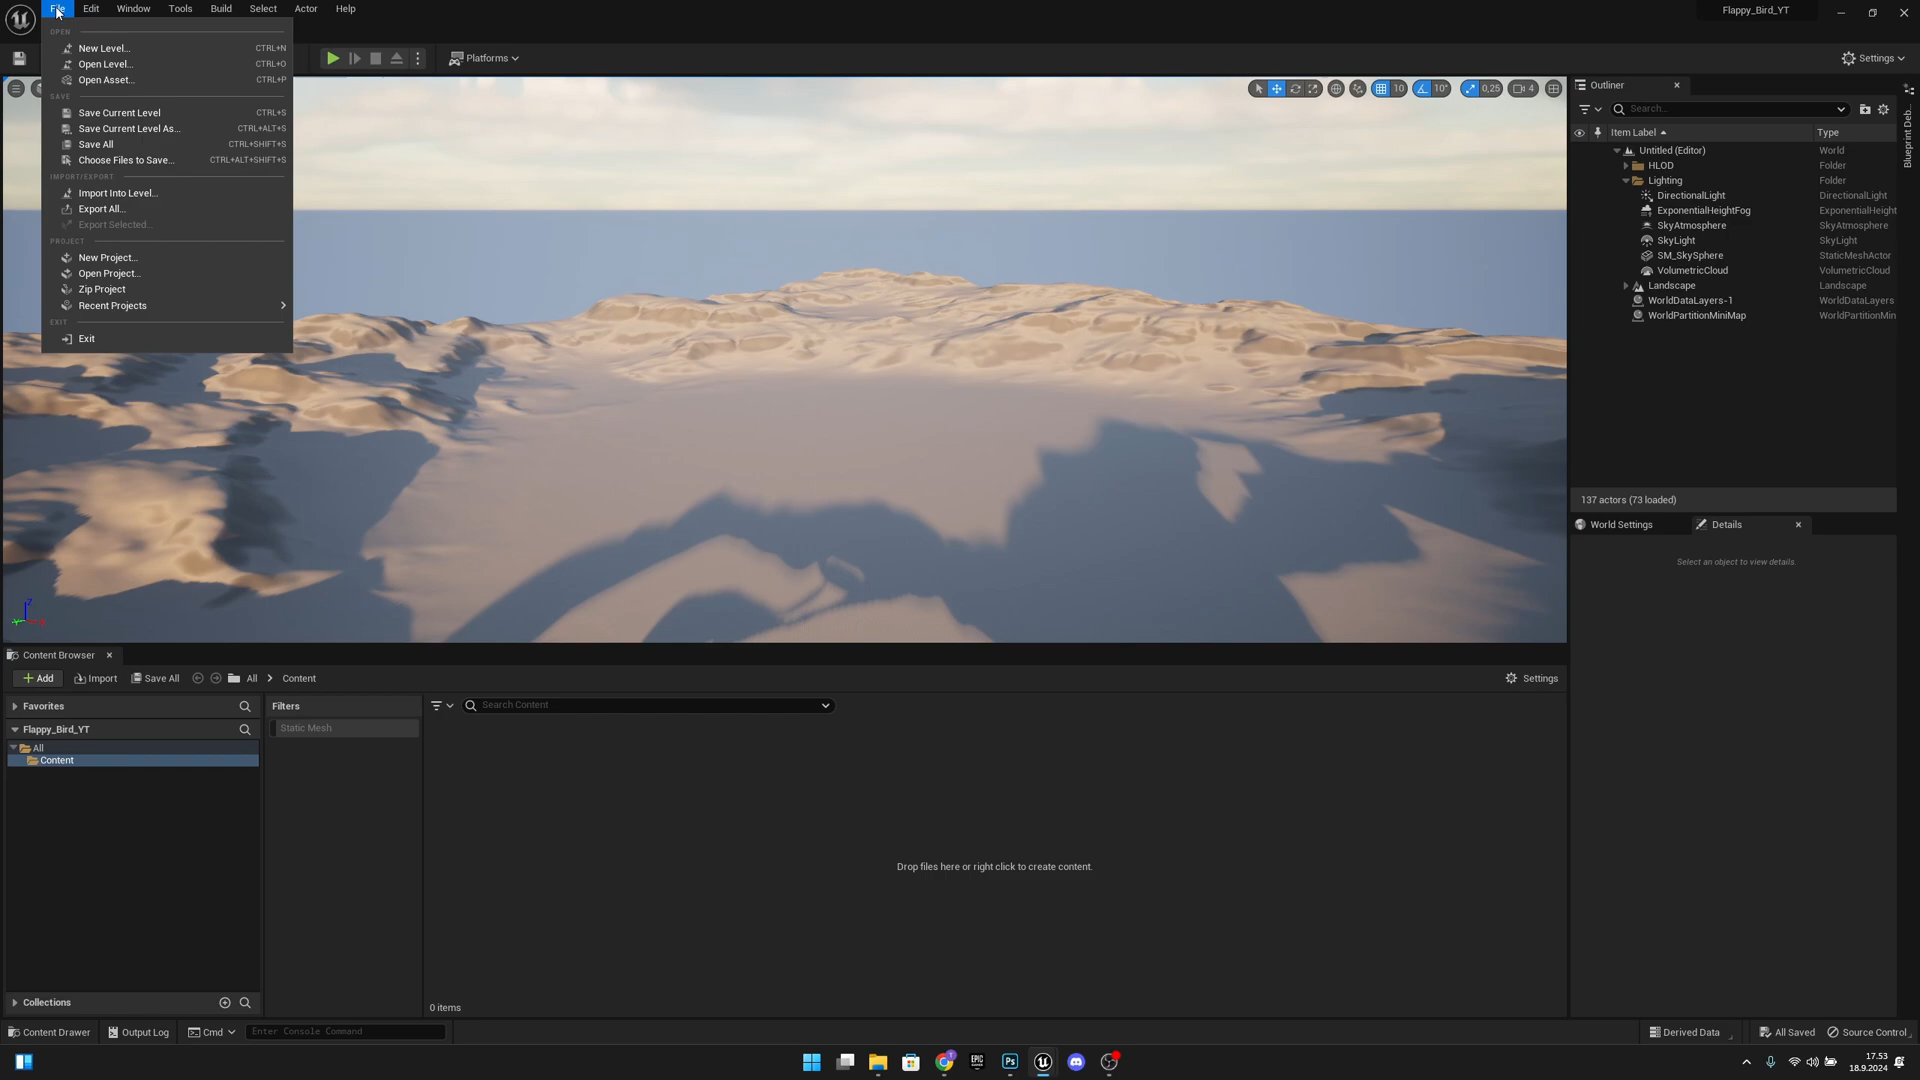 File Edit Window Tools Build Select Actor Help
Flappy_Bird_YT
OPEN
New Level... CTRL+N
Open Level... CTRL+O
Open Asset... CTRL+P
SAVE
Save Current Level CTRL+S
Save Current Level As... CTRL+ALT+S
Save All CTRL+SHIFT+S
Choose Files to Save... CTRL+ALT+SHIFT+S
IMPORT/EXPORT
Import Into Level...
Export All...
Export Selected...
PROJECT
New Project...
Open Project...
Zip Project
Recent Projects
EXIT
Exit
Platforms
Settings
10 10° 0,25 4
Outliner
Search...
Item Label Type
Untitled (Editor) World
HLOD Folder
Lighting Folder
DirectionalLight DirectionalLight
ExponentialHeightFog ExponentialHeight
SkyAtmosphere SkyAtmosphere
SkyLight SkyLight
SM_SkySphere StaticMeshActor
VolumetricCloud VolumetricCloud
Landscape Landscape
WorldDataLayers-1 WorldDataLayers
WorldPartitionMiniMap WorldPartitionMin
137 actors (73 loaded)
Blueprint Deb...
World Settings Details
Select an object to view details.
Z
Content Browser
Add Import Save All All Content Settings
Favorites Filters Search Content
Flappy_Bird_YT Static Mesh
All
Content
Drop files here or right click to create content.
Collections 0 items
Content Drawer Output Log Cmd Enter Console Command Derived Data All Saved Source Control
EPIC
Ps
17.53
18.9.2024